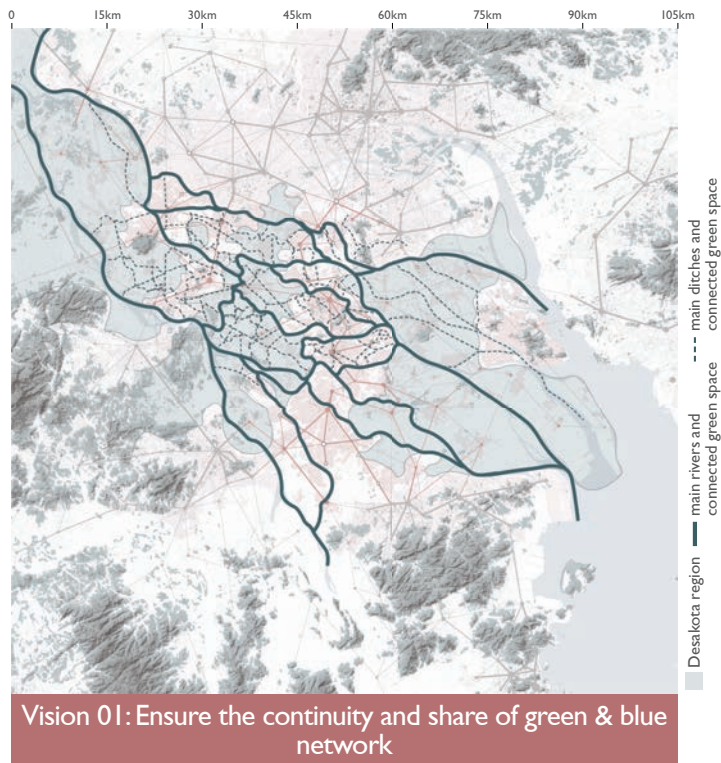 0
15km
30km
45km
60km
75km
90km
105km
main ditches and
connected green space
main rivers and
connected green space
Desakota region
Vision 01: Ensure the continuity and share of green & blue
network